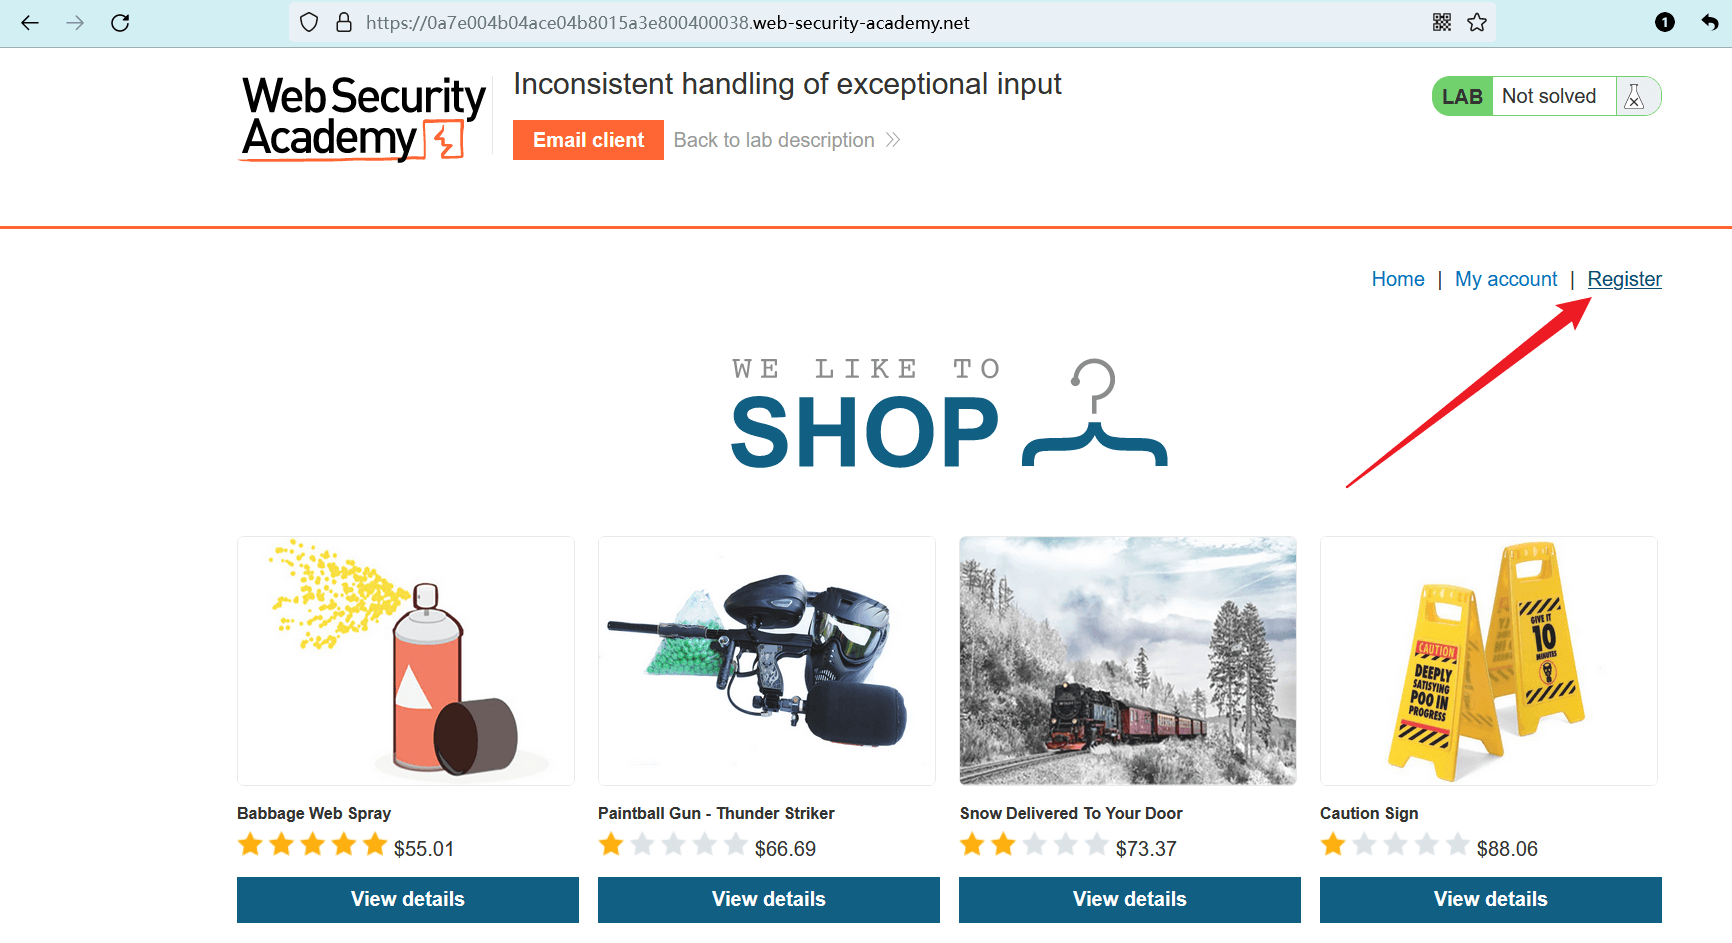 https://0a7e004b04ace04b8015a3e800400038.web-security-academy.net
1
Web Security
Academy
Inconsistent handling of exceptional input
Email client
Back to lab description
LAB Not solved
Home | My account | Register
WE LIKE TO
SHOP
CAUTION
DEEPLY
SATISFYING
POO IN
PROGRESS
GIVE IT
10
MINUTES
Babbage Web Spray
$55.01
View details
Paintball Gun - Thunder Striker
$66.69
View details
Snow Delivered To Your Door
$73.37
View details
Caution Sign
$88.06
View details